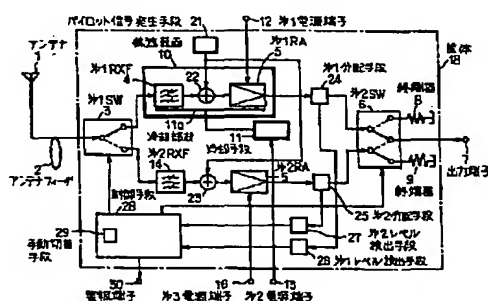 パイロット信号発生手段 21
12 第1電源端子
アンテナ
1
10
22
5
第1RA
24
第1分配手段
筐体
18
第1RXF
4
第1SW
3
第2SW
6
終端器
8
11a
冷却部材
11
冷却手段
7
出力端子
2
アンテナフィーダ
第2RXF
14
第2RA
15
23
9
終端器
制御手段
28
29
手動切替
手段
25 第2分配手段
27
第2レベル
検出手段
26 第1レベル
検出手段
30
警報端子
16
第3電源端子
13
第2電源端子